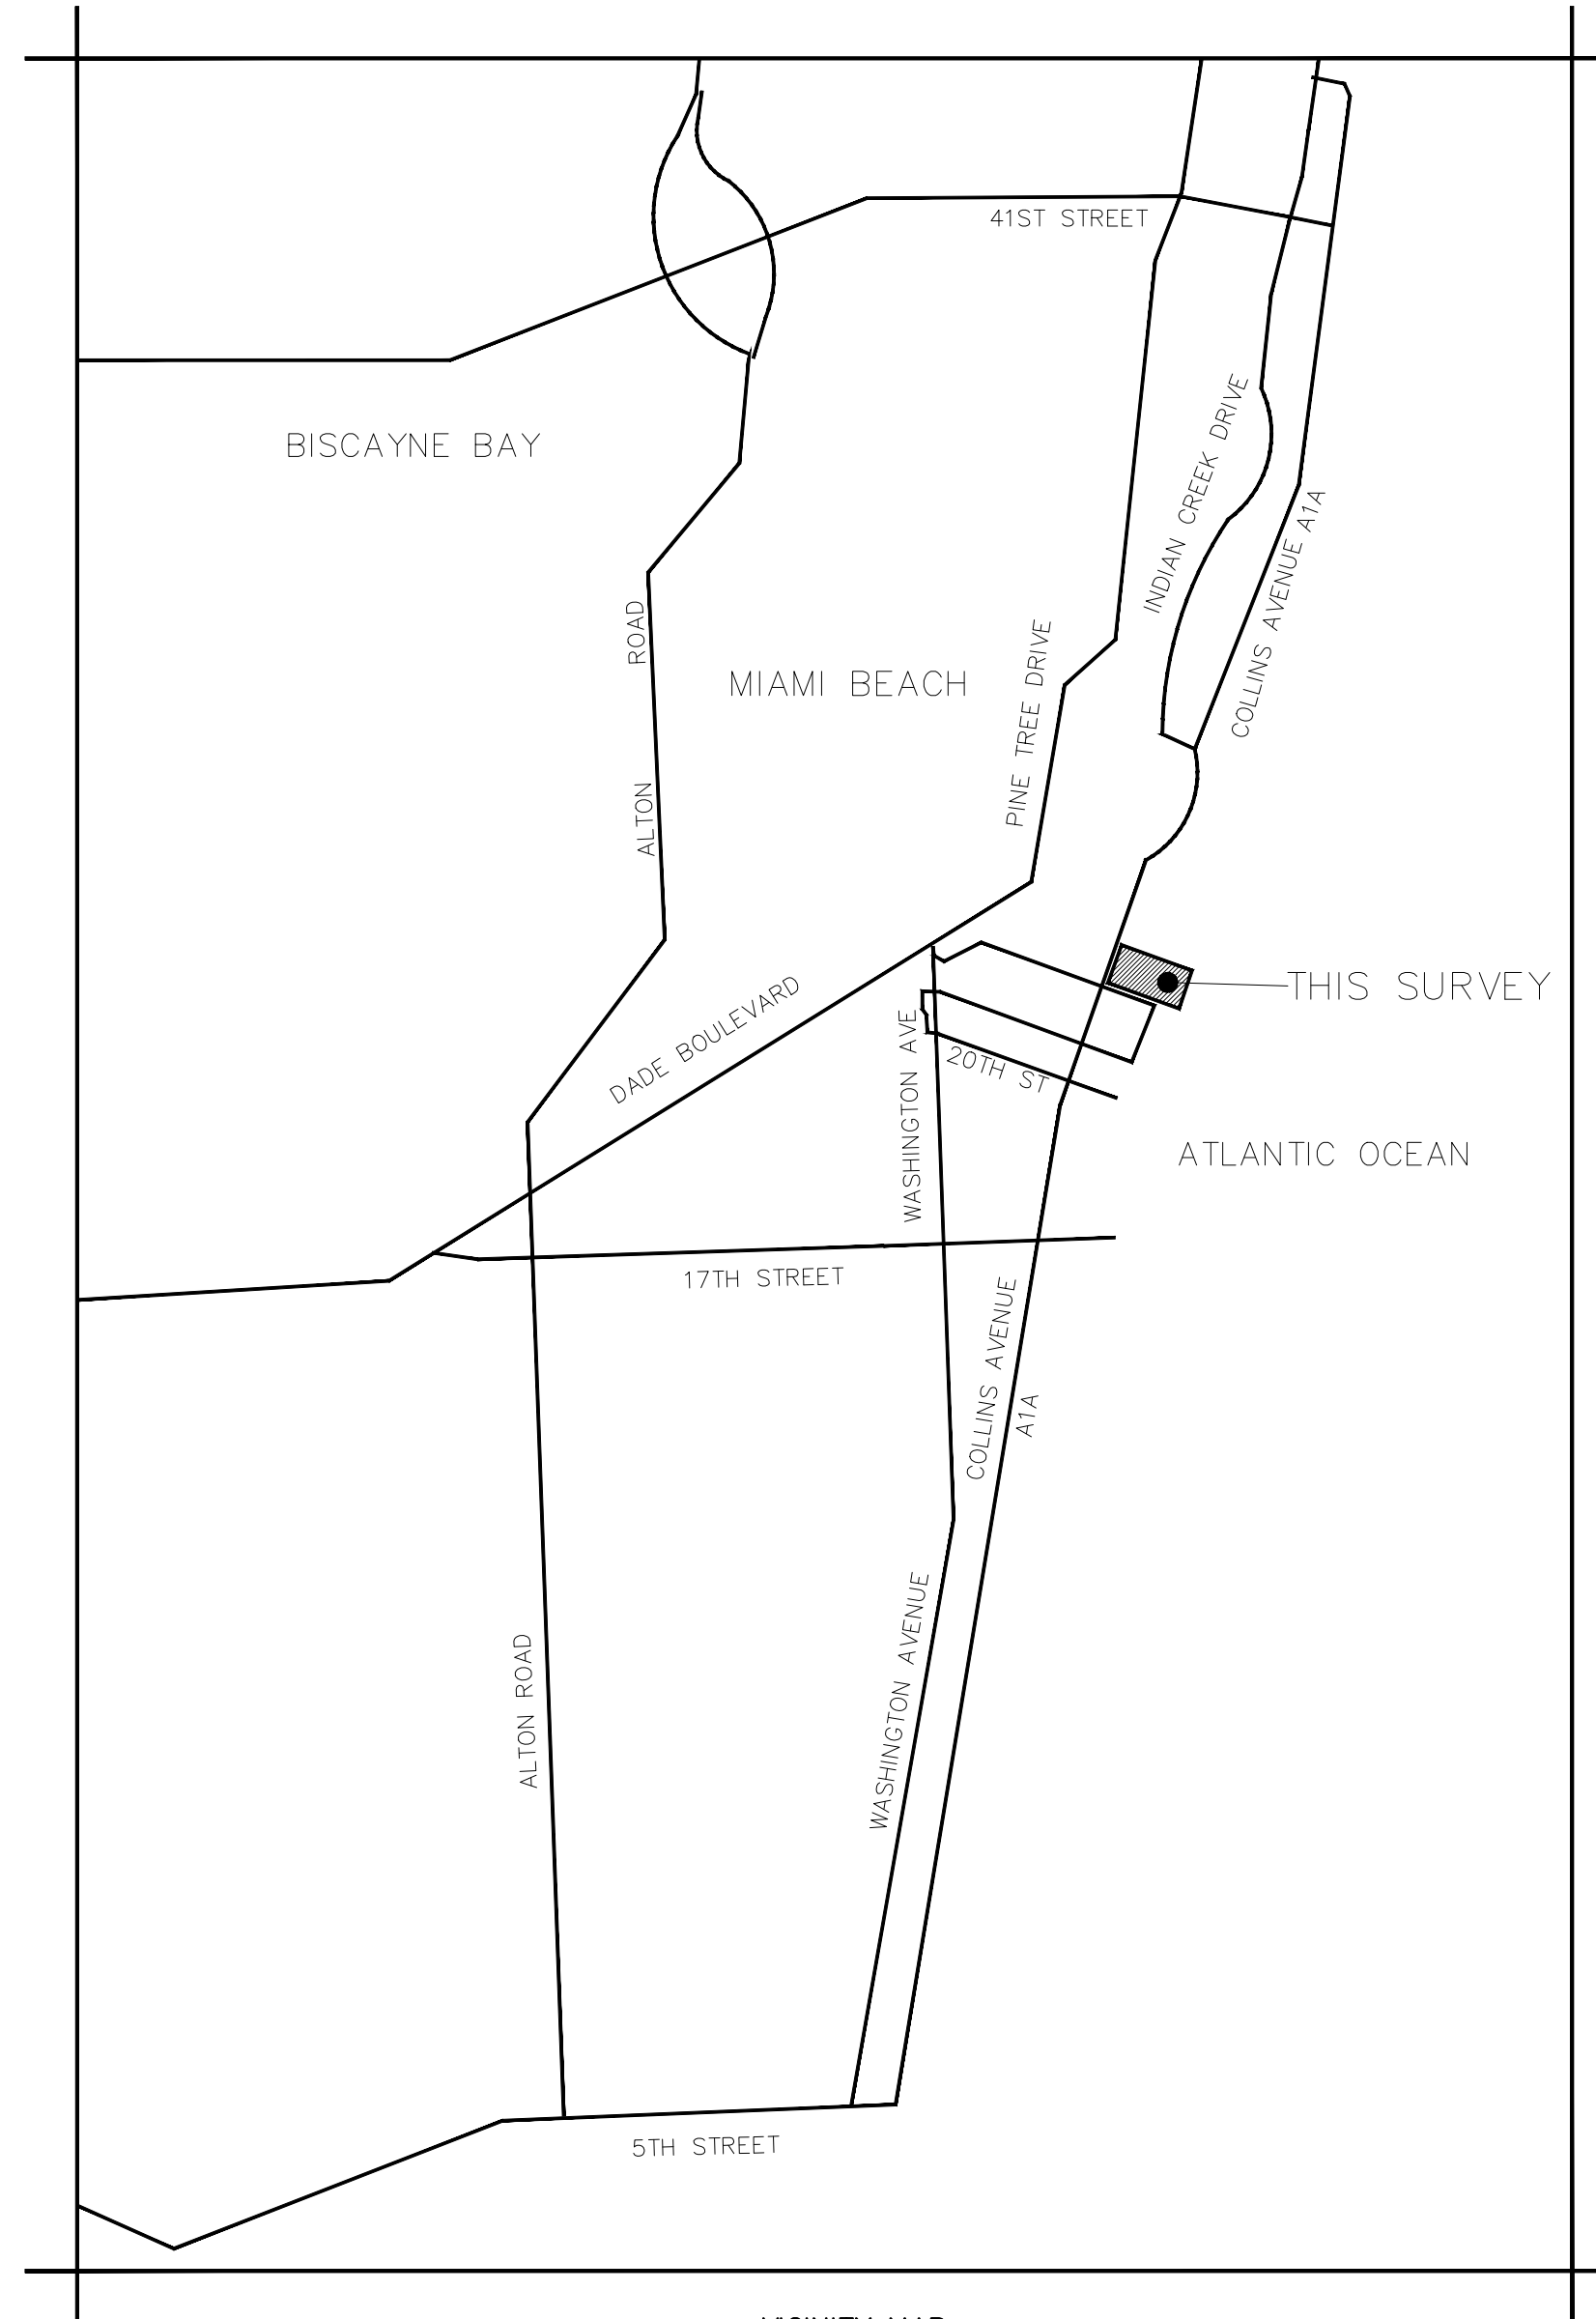 41ST STREET
BISCAYNE BAY
INDIAN CREEK DRIVE
COLLINS AVENUE A1A
ALTON ROAD
MIAMI BEACH
PINE TREE DRIVE
DADE BOULEVARD
WASHINGTON AVE
THIS SURVEY
20TH ST
ATLANTIC OCEAN
17TH STREET
COLLINS AVENUE
A1A
WASHINGTON AVENUE
ALTON ROAD
5TH STREET
VICINITY MAP